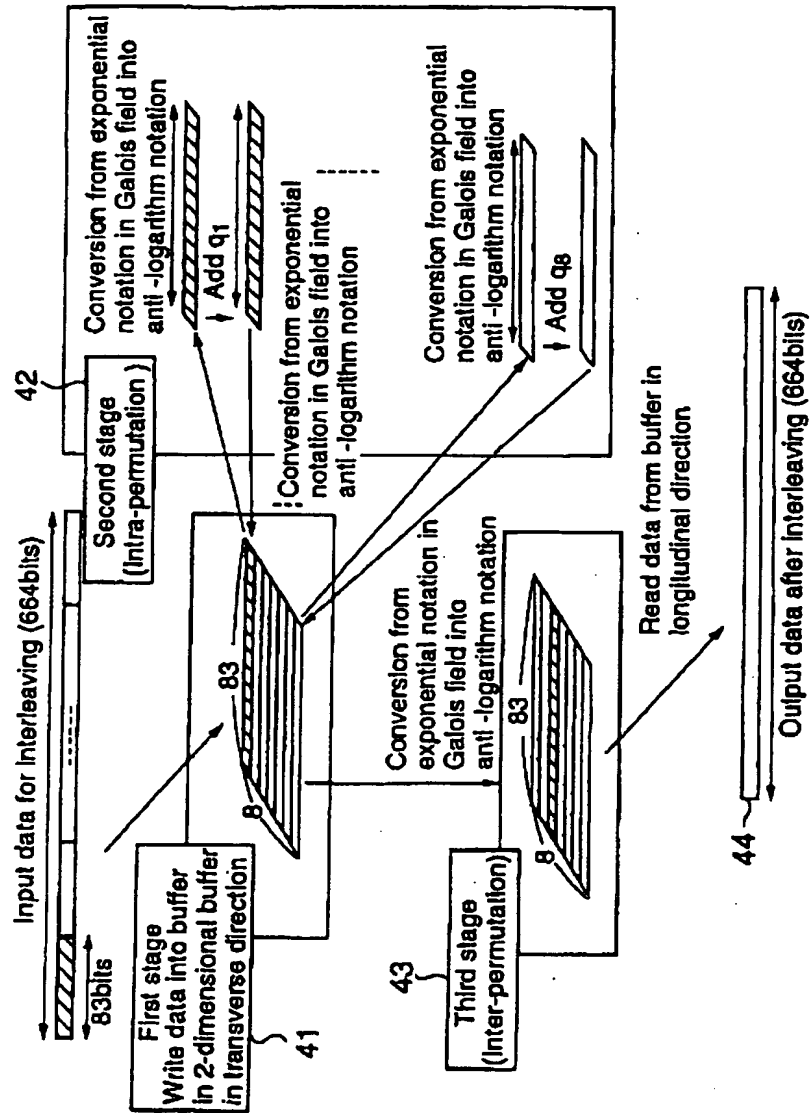 Input data for interleaving (664bits)
83bits
First stage
Write data into buffer
in 2-dimensional buffer
in transverse direction
41
83
8
Second stage
(Intra-permutation )
42
Conversion from exponential
notation in Galois field into
anti -logarithm notation
Add q1
Conversion from exponential
notation in Galois field into
anti -logarithm notation
Conversion from exponential
notation in Galois field into
anti -logarithm notation
Add q8
Conversion from
exponential notation in
Galois field into
anti -logarithm notation
Third stage
(Inter-permutation)
43
83
8
Read data from buffer in
longitudinal direction
44
Output data after Interleaving (664bits)